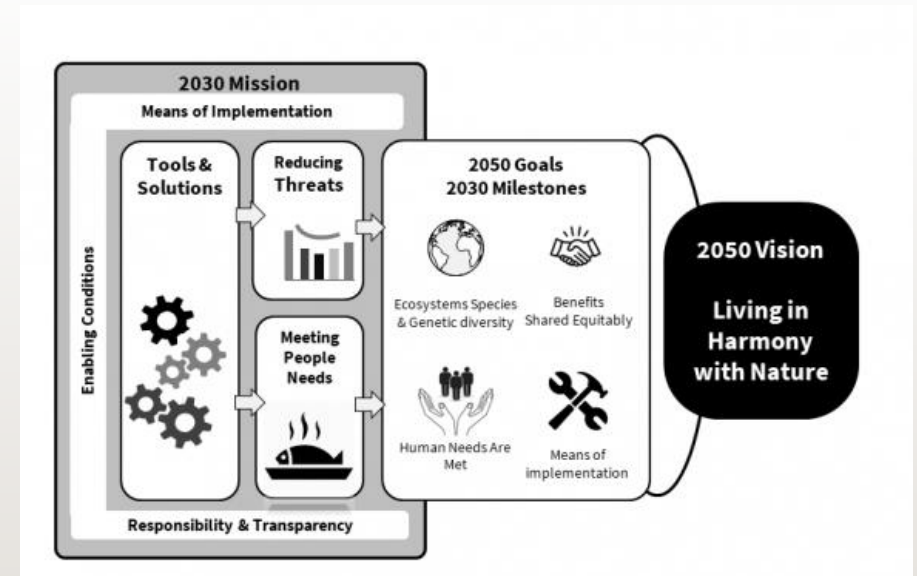 2030 Mission
Means of Implementation
Enabling Conditions
Tools &
Solutions
Reducing
Threats
Meeting
People
Needs
Responsibility & Transparency
2050 Goals
2030 Milestones
Ecosystems Species
& Genetic diversity
Benefits
Shared Equitably
Human Needs Are
Met
Means of
implementation
2050 Vision
Living in
Harmony
with Nature